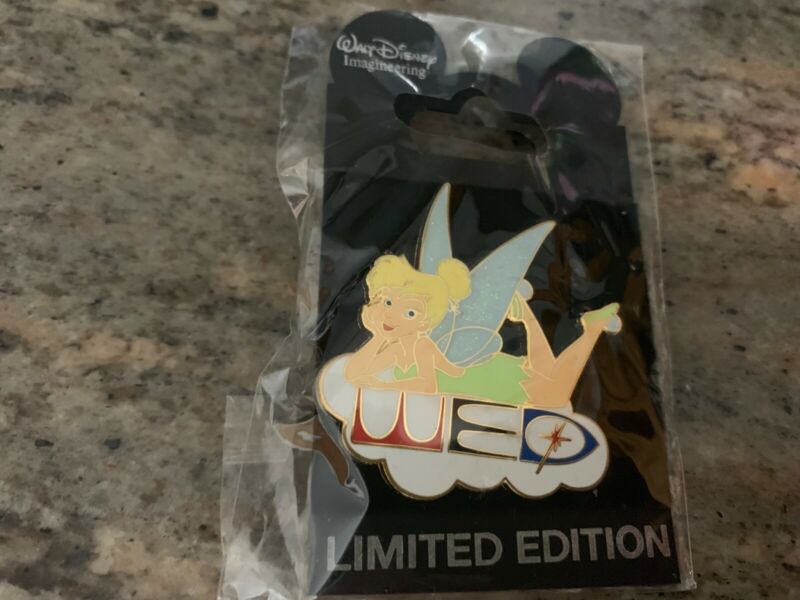 Walt Disney
Imagineering
WED
LIMITED EDITION